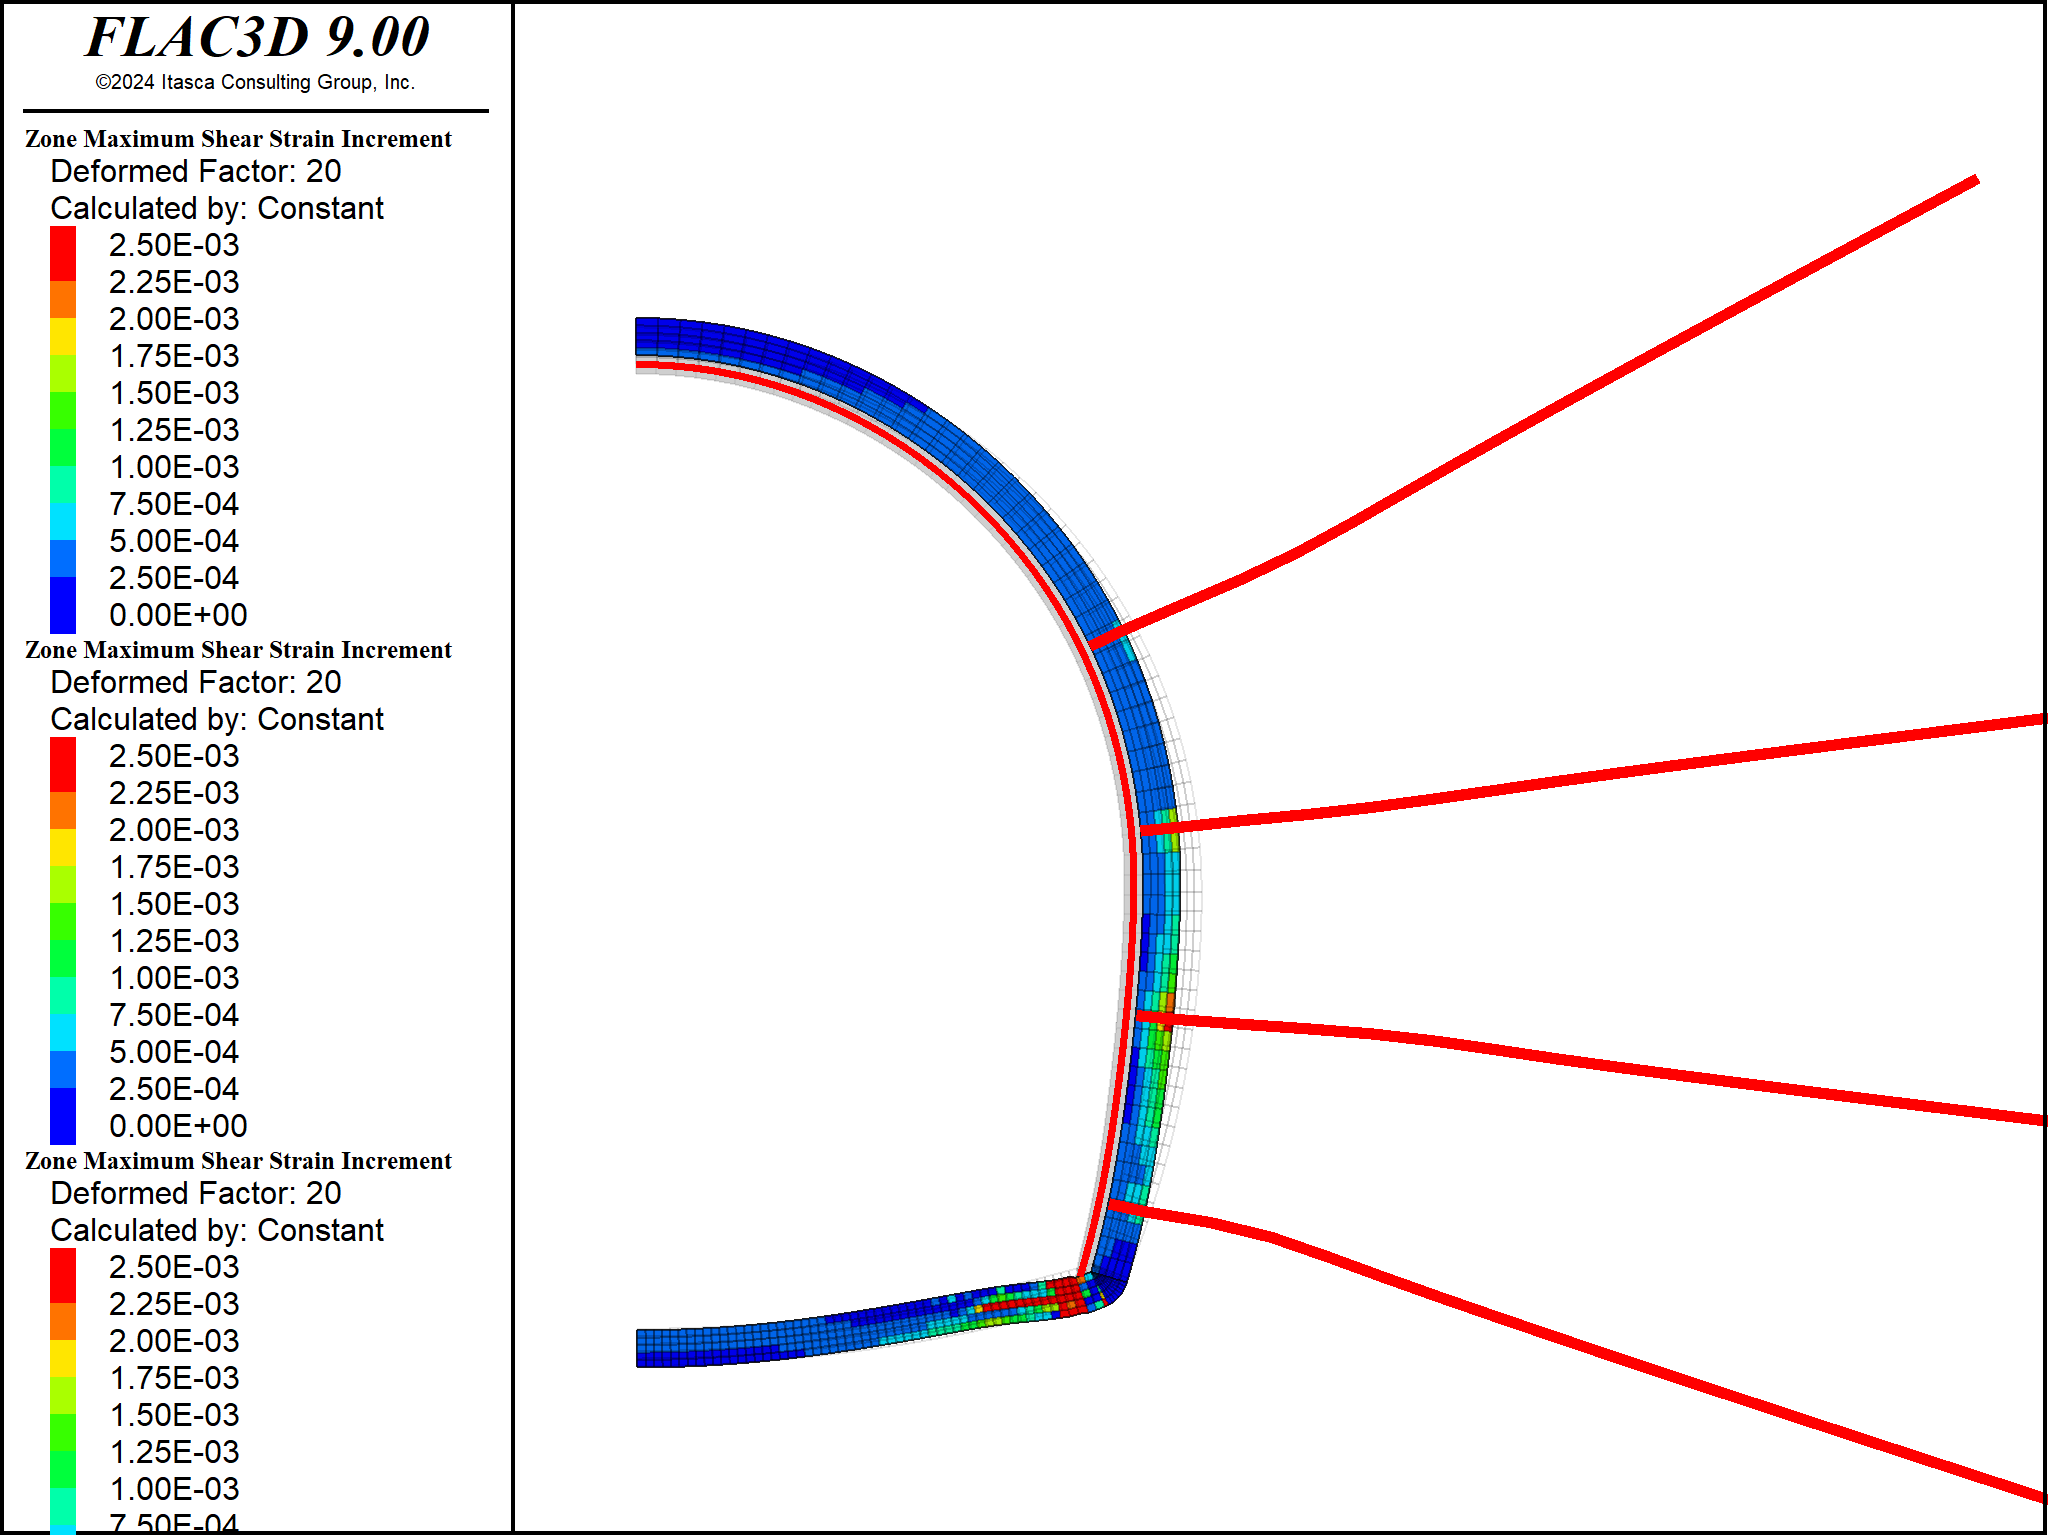 FLAC3D 9.00
©2024 Itasca Consulting Group, Inc.
Zone Maximum Shear Strain Increment
Deformed Factor: 20
Calculated by: Constant
2.50E-03
2.25E-03
2.00E-03
1.75E-03
1.50E-03
1.25E-03
1.00E-03
7.50E-04
5.00E-04
2.50E-04
0.00E+00
Zone Maximum Shear Strain Increment
Deformed Factor: 20
Calculated by: Constant
2.50E-03
2.25E-03
2.00E-03
1.75E-03
1.50E-03
1.25E-03
1.00E-03
7.50E-04
5.00E-04
2.50E-04
0.00E+00
Zone Maximum Shear Strain Increment
Deformed Factor: 20
Calculated by: Constant
2.50E-03
2.25E-03
2.00E-03
1.75E-03
1.50E-03
1.25E-03
1.00E-03
7.50E-04